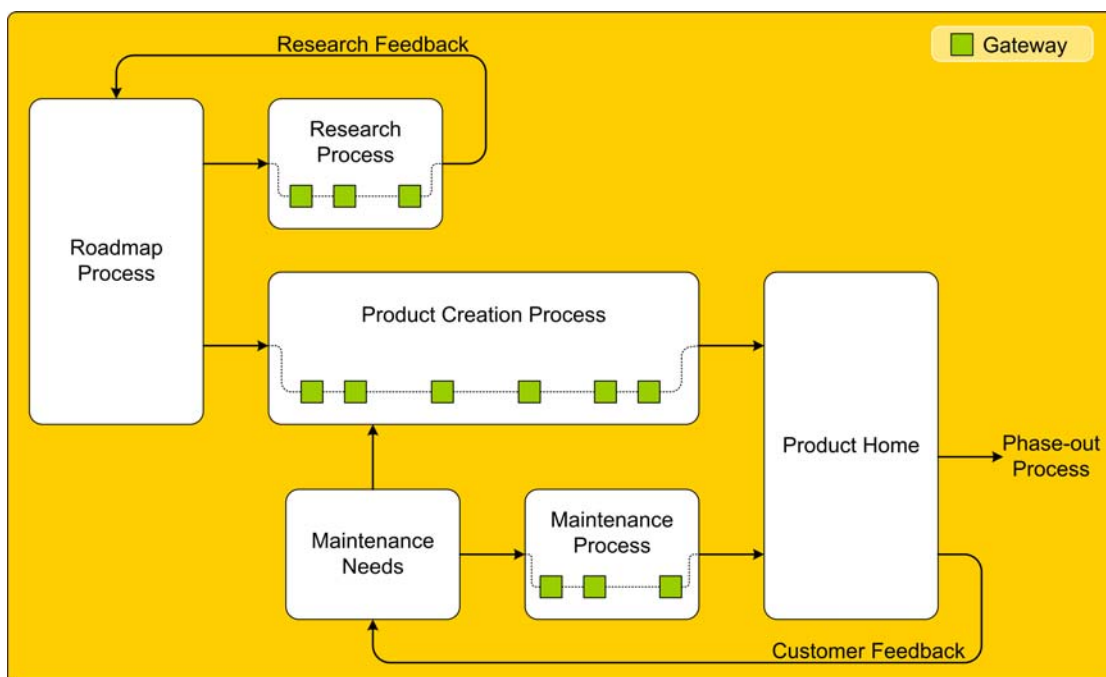 Research Feedback
Gateway
Research
Process
Roadmap
Process
Product Creation Process
Product Home
Phase-out
Process
Maintenance
Needs
Maintenance
Process
Customer Feedback